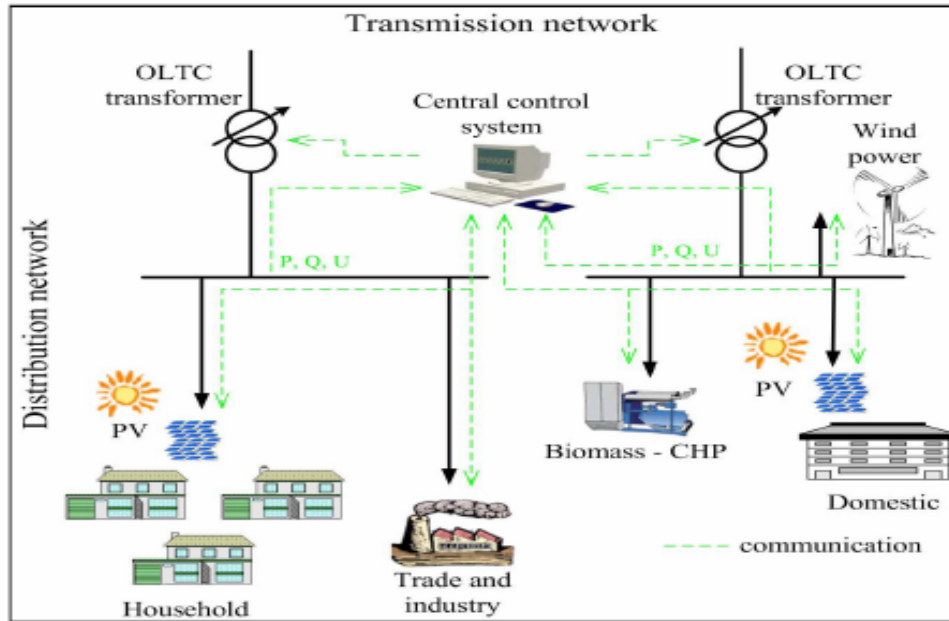 Transmission network
OLTC
transformer
Central control
system
OLTC
transformer
Wind
power
P, Q, U
P, Q, U
Distribution network
PV
PV
Biomass - CHP
Domestic
communication
Trade and
industry
Household